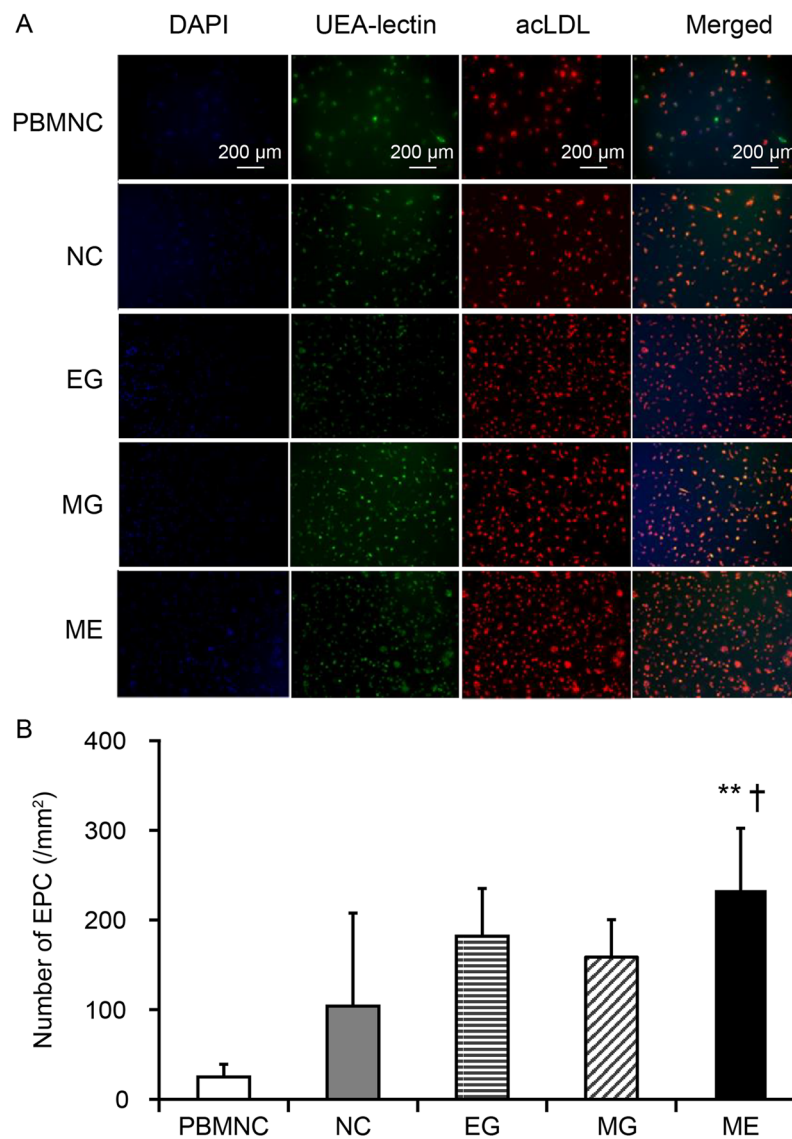 A
DAPI UEA-lectin acLDL Merged
PBMNC
200 µm 200 µm 200 µm 200 µm
NC
EG
MG
ME
B
Number of EPC (/mm²)
400
300
200
100
0
** †
PBMNC NC EG MG ME